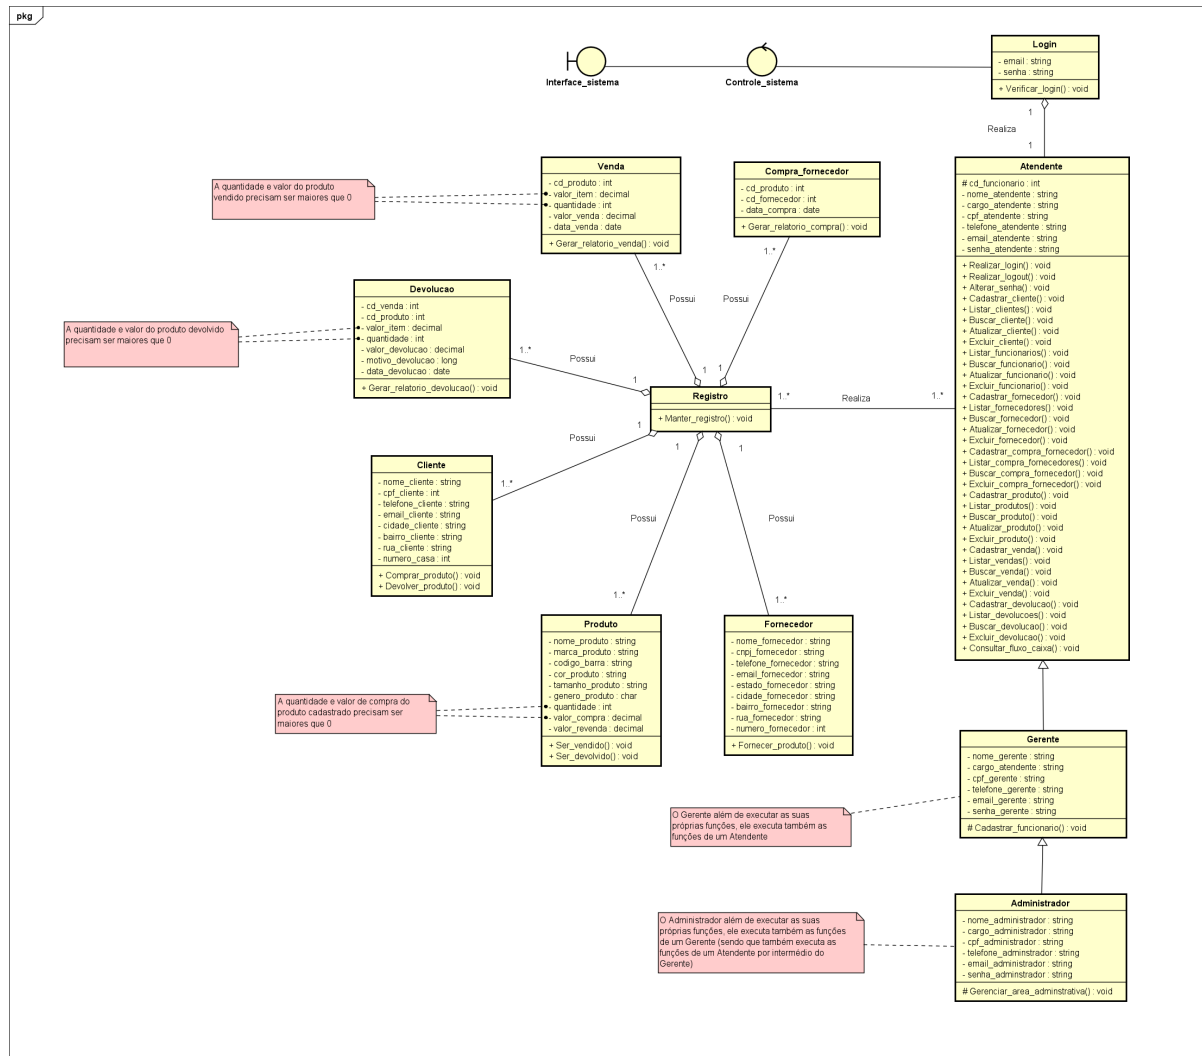 pkg
Interface_sistema
Controle_sistema
Login
- email : string
- senha : string
+ Verificar_login() : void
1
Realiza
1
Venda
- cd_produto : int
- valor_item : decimal
- quantidade : int
- valor_venda : decimal
- data_venda : date
+ Gerar_relatorio_venda() : void
A quantidade e valor do produto
vendido precisam ser maiores que 0
Compra_fornecedor
- cd_produto : int
- cd_fornecedor : int
- data_compra : date
+ Gerar_relatorio_compra() : void
Atendente
# cd_funcionario : int
- nome_atendente : string
- cargo_atendente : string
- cpf_atendente : string
- telefone_atendente : string
- email_atendente : string
- senha_atendente : string
+ Realizar_login() : void
+ Realizar_logout() : void
+ Alterar_senha() : void
+ Cadastrar_cliente() : void
+ Listar_clientes() : void
+ Buscar_cliente() : void
+ Atualizar_cliente() : void
+ Excluir_cliente() : void
+ Listar_funcionarios() : void
+ Buscar_funcionario() : void
+ Atualizar_funcionario() : void
+ Excluir_funcionario() : void
+ Cadastrar_fornecedor() : void
+ Listar_fornecedores() : void
+ Buscar_fornecedor() : void
+ Atualizar_fornecedor() : void
+ Excluir_fornecedor() : void
+ Cadastrar_compra_fornecedor() : void
+ Listar_compra_fornecedores() : void
+ Buscar_compra_fornecedor() : void
+ Excluir_compra_fornecedor() : void
+ Cadastrar_produto() : void
+ Listar_produtos() : void
+ Buscar_produto() : void
+ Atualizar_produto() : void
+ Excluir_produto() : void
+ Cadastrar_venda() : void
+ Listar_vendas() : void
+ Buscar_venda() : void
+ Atualizar_venda() : void
+ Excluir_venda() : void
+ Cadastrar_devolucao() : void
+ Listar_devolucoes() : void
+ Buscar_devolucao() : void
+ Excluir_devolucao() : void
+ Consultar_fluxo_caixa() : void
1..*
Possui
1
1..*
Possui
1
Devolucao
- cd_venda : int
- cd_produto : int
- valor_item : decimal
- quantidade : int
- valor_devolucao : decimal
- motivo_devolucao : long
- data_devolucao : date
+ Gerar_relatorio_devolucao() : void
A quantidade e valor do produto devolvido
precisam ser maiores que 0
1..*
Possui
1
Registro
+ Manter_registro() : void
1..*
Realiza
1..*
Cliente
- nome_cliente : string
- cpf_cliente : int
- telefone_cliente : string
- email_cliente : string
- cidade_cliente : string
- bairro_cliente : string
- rua_cliente : string
- numero_casa : int
+ Comprar_produto() : void
+ Devolver_produto() : void
1
Possui
1..*
1
Possui
1..*
1
Possui
1..*
Produto
- nome_produto : string
- marca_produto : string
- codigo_barra : string
- cor_produto : string
- tamanho_produto : string
- genero_produto : char
- quantidade : int
- valor_compra : decimal
- valor_revenda : decimal
+ Ser_vendido() : void
+ Ser_devolvido() : void
A quantidade e valor de compra do
produto cadastrado precisam ser
maiores que 0
Fornecedor
- nome_fornecedor : string
- cnpj_fornecedor : string
- telefone_fornecedor : string
- email_fornecedor : string
- estado_fornecedor : string
- cidade_fornecedor : string
- bairro_fornecedor : string
- rua_fornecedor : string
- numero_fornecedor : int
+ Fornecer_produto() : void
Gerente
- nome_gerente : string
- cargo_atendente : string
- cpf_gerente : string
- telefone_gerente : string
- email_gerente : string
- senha_gerente : string
# Cadastrar_funcionario() : void
O Gerente além de executar as suas
próprias funções, ele executa também as
funções de um Atendente
Administrador
- nome_administrador : string
- cargo_administrador : string
- cpf_administrador : string
- telefone_adminstrador : string
- email_administrador : string
- senha_adminstrador : string
# Gerenciar_area_adminstrativa() : void
O Administrador além de executar as suas
próprias funções, ele executa também as funções
de um Gerente (sendo que também executa as
funções de um Atendente por intermédio do
Gerente)